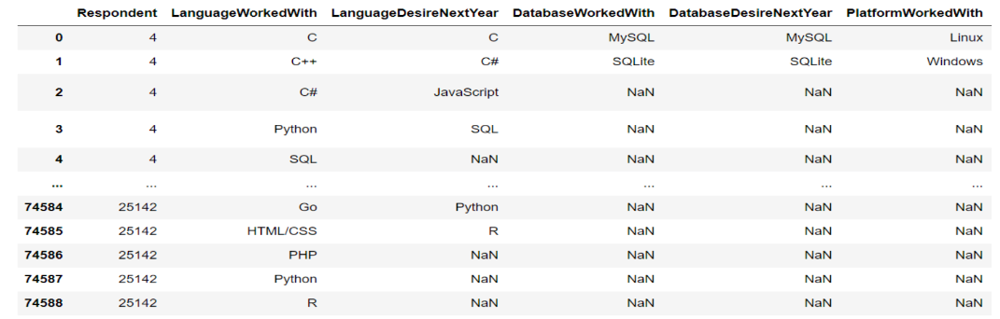 Respondent LanguageWorkedWith LanguageDesireNextYear DatabaseWorkedWith DatabaseDesireNextYear PlatformWorkedWith
0 4 C C MySQL MySQL Linux
1 4 C++ C# SQLite SQLite Windows
2 4 C# JavaScript NaN NaN NaN
3 4 Python SQL NaN NaN NaN
4 4 SQL NaN NaN NaN NaN
... ... ... ... ... ... ...
74584 25142 Go Python NaN NaN NaN
74585 25142 HTML/CSS R NaN NaN NaN
74586 25142 PHP NaN NaN NaN NaN
74587 25142 Python NaN NaN NaN NaN
74588 25142 R NaN NaN NaN NaN